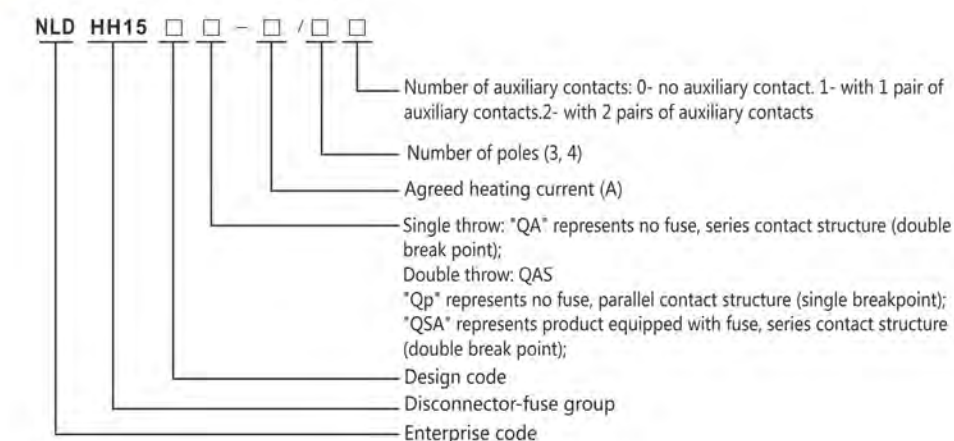 NLD HH15 □ □ - □ / □ □
Number of auxiliary contacts: 0- no auxiliary contact. 1- with 1 pair of
auxiliary contacts.2- with 2 pairs of auxiliary contacts
Number of poles (3, 4)
Agreed heating current (A)
Single throw: "QA" represents no fuse, series contact structure (double
break point);
Double throw: QAS
"Qp" represents no fuse, parallel contact structure (single breakpoint);
"QSA" represents product equipped with fuse, series contact structure
(double break point);
Design code
Disconnector-fuse group
Enterprise code